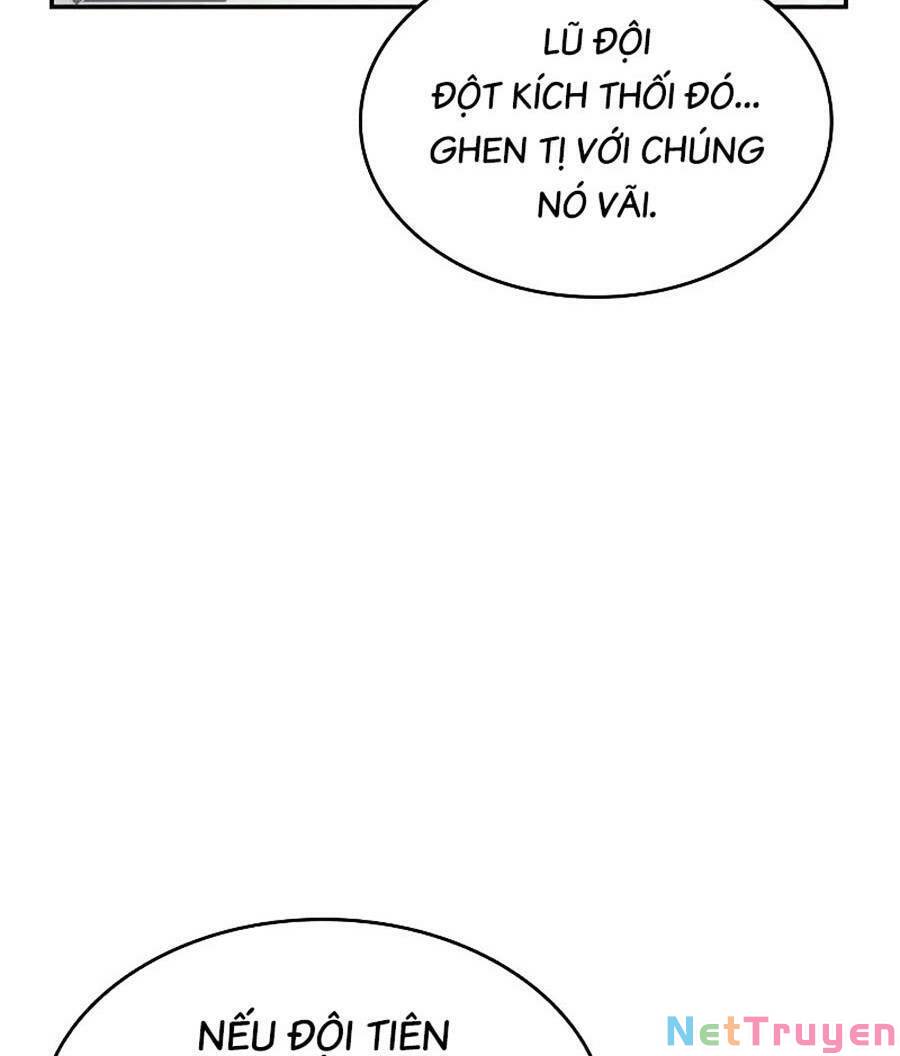 LŨ ĐỘI
ĐỘT KÍCH THỐI ĐÓ...
GHEN TỊ VỚI CHÚNG
NÓ VÃI.
NẾU ĐỘI TIÊN
NetTruyen